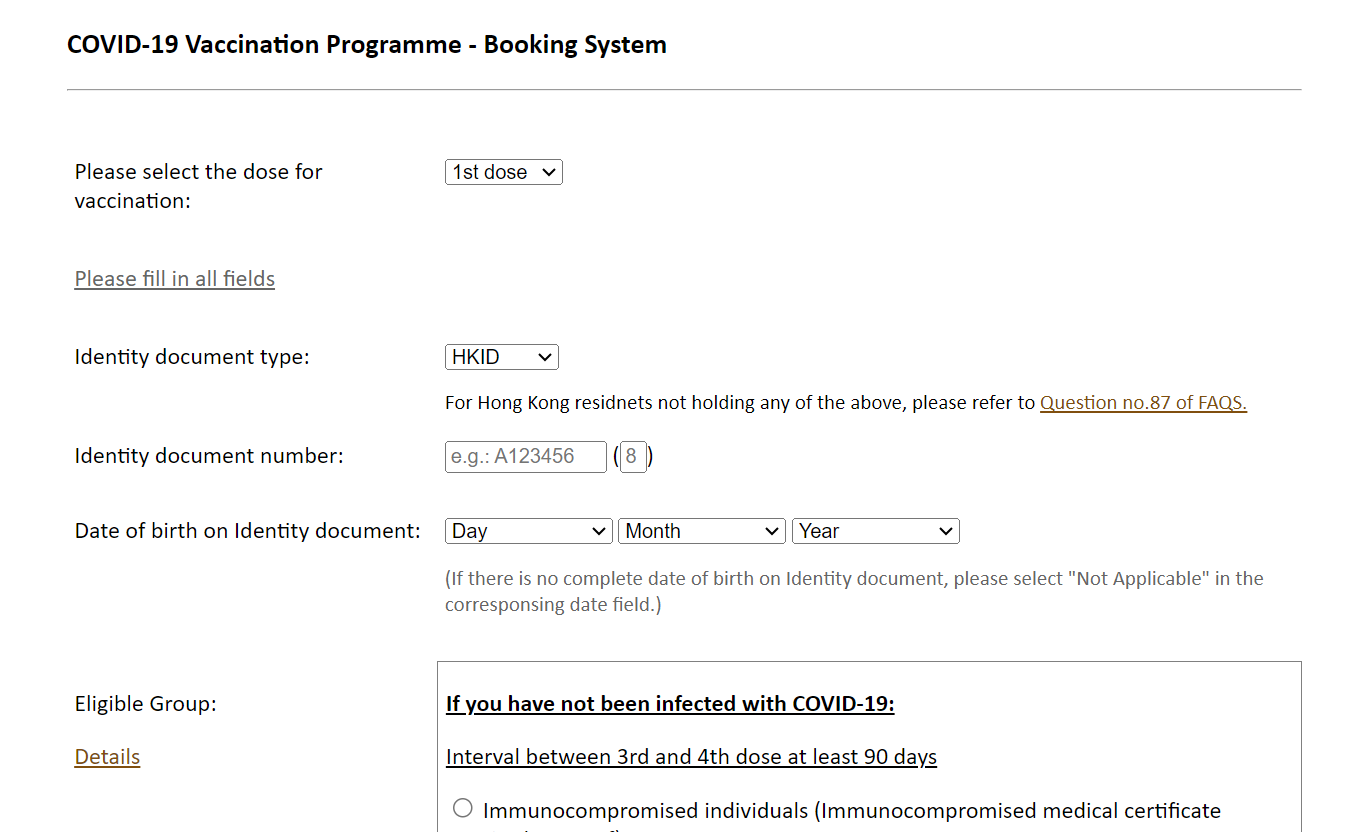 COVID-19 Vaccination Programme - Booking System
Please select the dose for
vaccination:
1st dose
Please fill in all fields
Identity document type:
HKID
For Hong Kong residnets not holding any of the above, please refer to Question no.87 of FAQS.
Identity document number:
e.g.: A123456 (8)
Date of birth on Identity document:
Day Month Year
(If there is no complete date of birth on Identity document, please select "Not Applicable" in the
corresponsing date field.)
Eligible Group:
If you have not been infected with COVID-19:
Details
Interval between 3rd and 4th dose at least 90 days
Immunocompromised individuals (Immunocompromised medical certificate